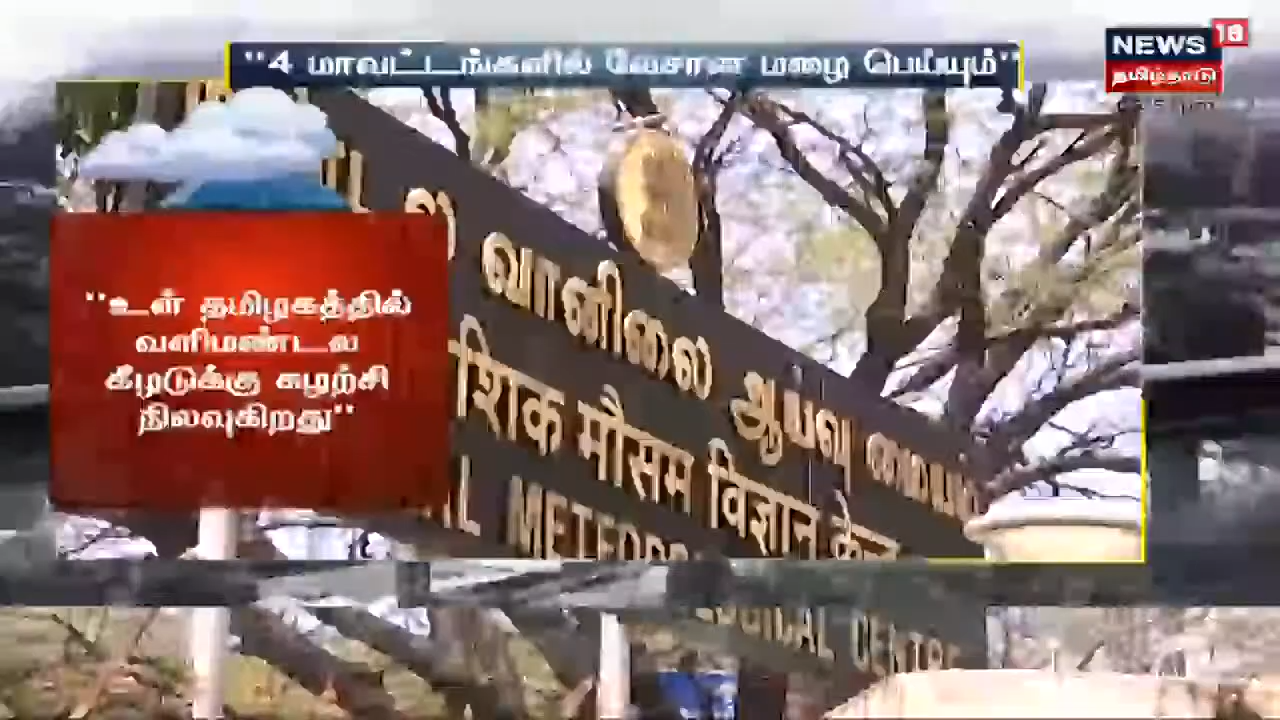 "4 மாவட்டங்களில் லேசான மழை பெய்யும்"
NEWS 18
தமிழ்நாடு
"உள் தமிழகத்தில்
வளிமண்டல
கீழடுக்கு சுழற்சி
நிலவுகிறது"
வானிலை ஆய்வு மையம்
मौसम विज्ञान
LOGICAL CENTRE